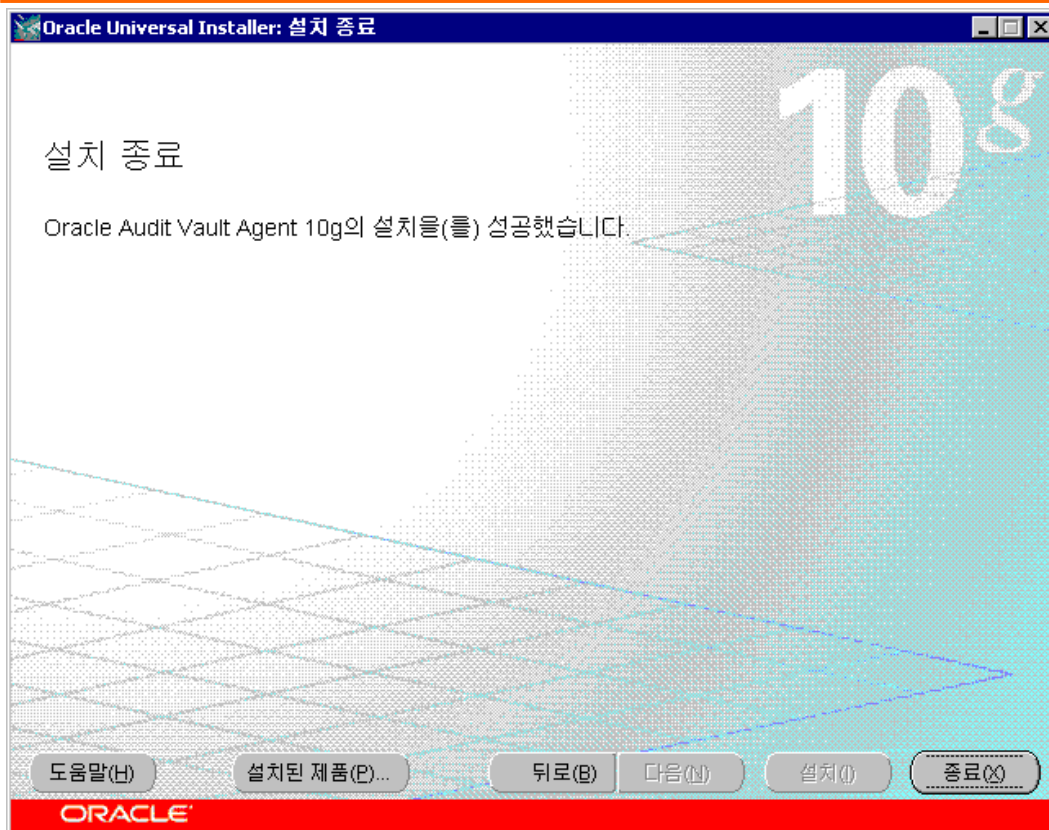 Oracle Universal Installer: 설치 종료
10g
설치 종료
Oracle Audit Vault Agent 10g의 설치을(를) 성공했습니다.
도움말(H) 설치된 제품(P)... 뒤로(B) 다음(N) 설치(I) 종료(X)
ORACLE